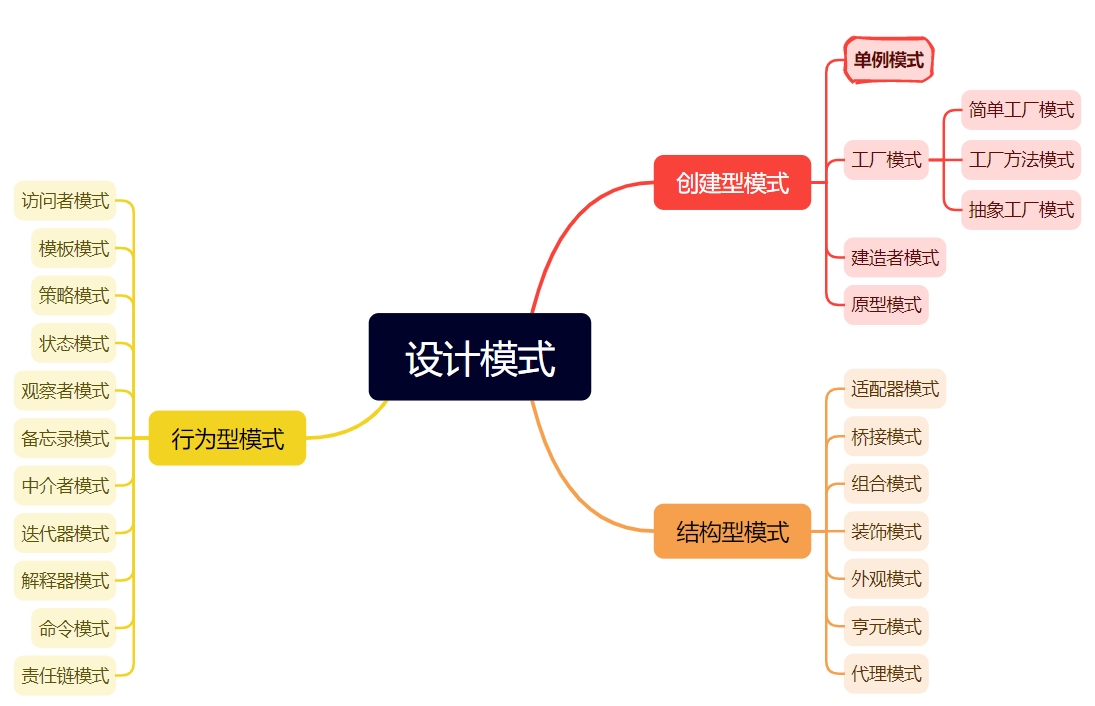 设计模式
创建型模式
单例模式
工厂模式
简单工厂模式
工厂方法模式
抽象工厂模式
建造者模式
原型模式
结构型模式
适配器模式
桥接模式
组合模式
装饰模式
外观模式
亨元模式
代理模式
行为型模式
访问者模式
模板模式
策略模式
状态模式
观察者模式
备忘录模式
中介者模式
迭代器模式
解释器模式
命令模式
责任链模式